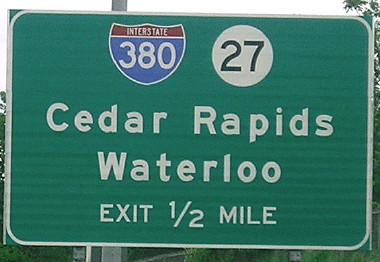 INTERSTATE
380 27
Cedar Rapids
Waterloo
EXIT 1/2 MILE